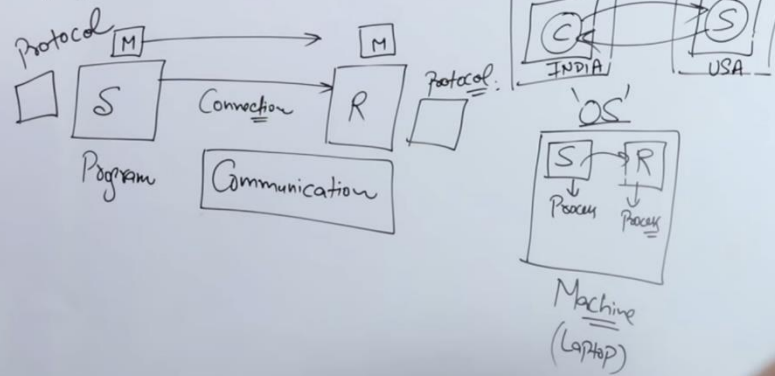 Protocol
M
M
S
Connection
R
Protocol:
Program
Communication
C
S
INDIA
USA
'OS'
S
R
Process
Process
Machine
(Laptop)